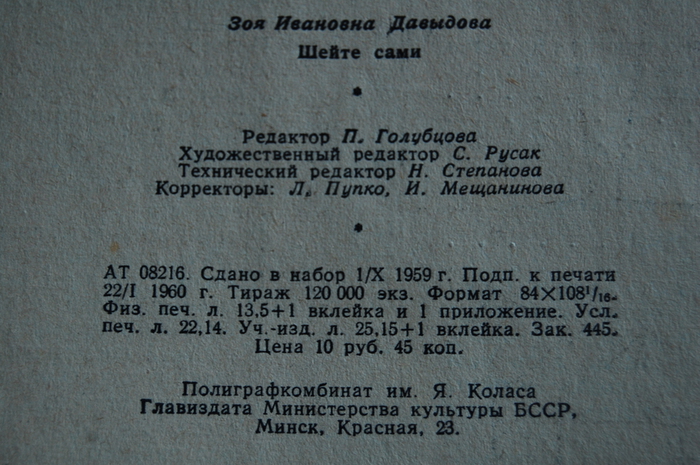 Зоя Ивановна Давыдова
Шейте сами
*
Редактор П. Голубцова
Художественный редактор С. Русак
Технический редактор Н. Степанова
Корректоры: Л. Пупко, И. Мещанинова
*
АТ 08216. Сдано в набор 1/X 1959 г. Подп. к печати
22/I 1960 г. Тираж 120 000 экз. Формат 84×108¹/₁₆.
Физ. печ. л. 13,5+1 вклейка и 1 приложение. Усл.
печ. л. 22,14. Уч.-изд. л. 25,15+1 вклейка. Зак. 445.
Цена 10 руб. 45 коп.
Полиграфкомбинат им. Я. Коласа
Главиздата Министерства культуры БССР,
Минск, Красная, 23.